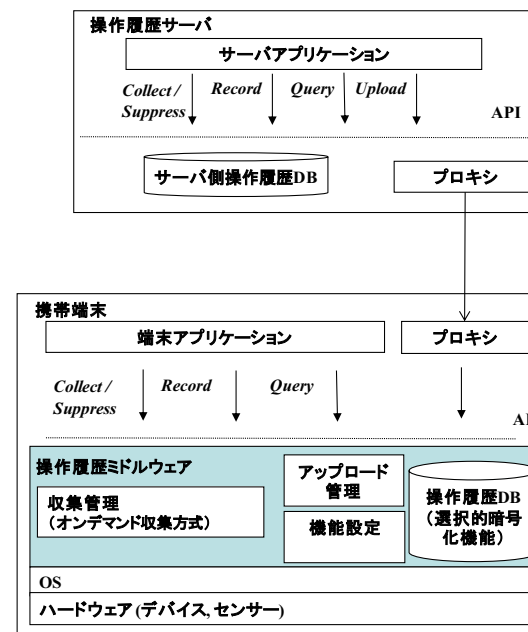 操作履歴サーバ
サーバアプリケーション
Collect /
Suppress
Record
Query
Upload
API
サーバ側操作履歴DB
プロキシ
携帯端末
端末アプリケーション
プロキシ
Collect /
Suppress
Record
Query
操作履歴ミドルウェア
収集管理
(オンデマンド収集方式)
アップロード
管理
機能設定
操作履歴DB
(選択的暗号
化機能)
OS
ハードウェア (デバイス, センサー)